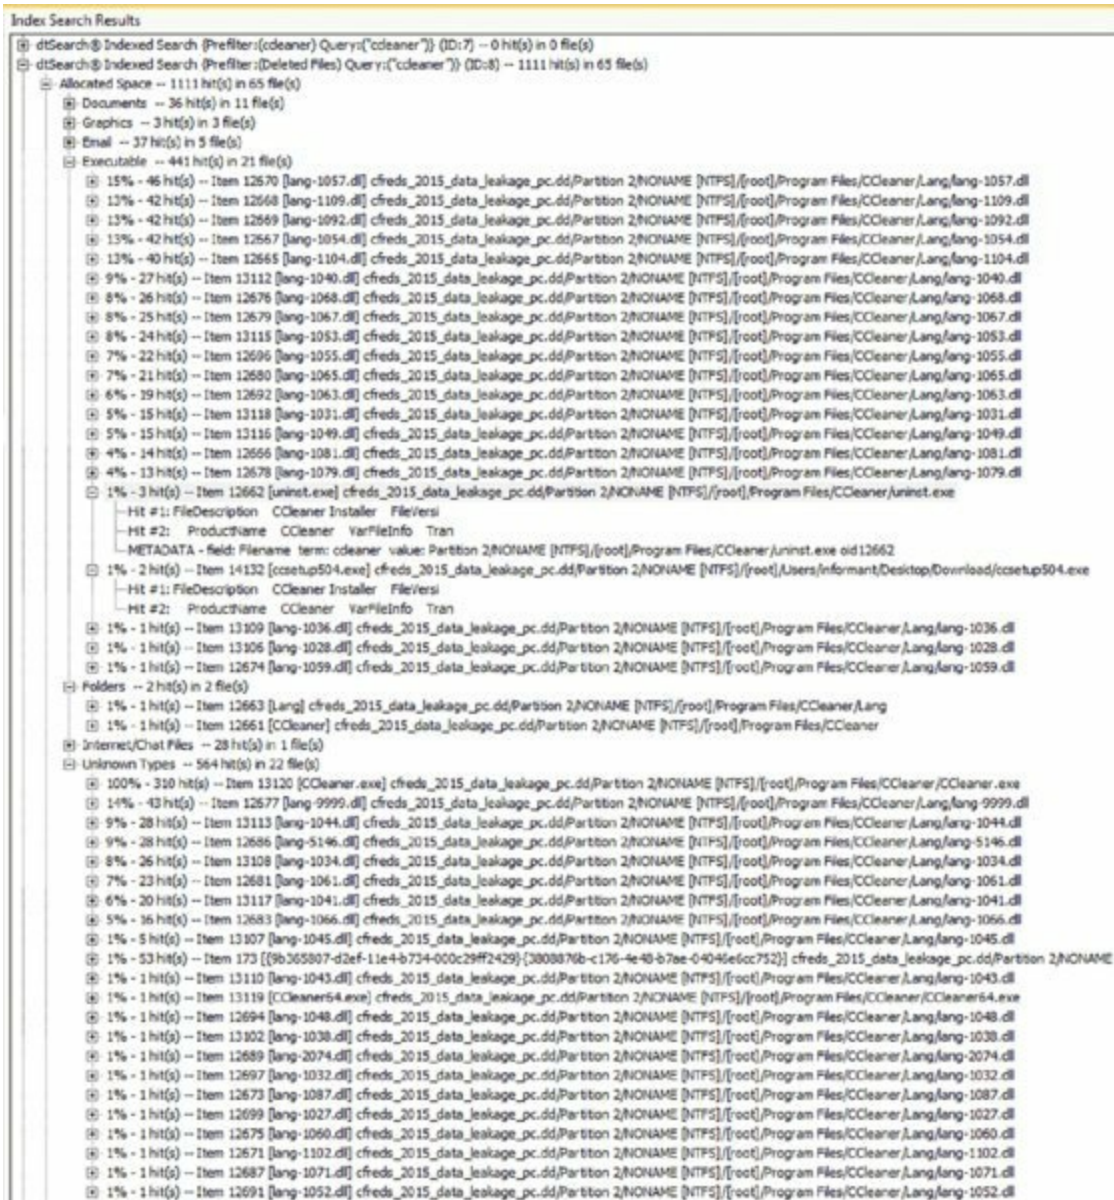 Index Search Results
dtSearch® Indexed Search {Prefilter:(ccleaner) Query:("ccleaner")} (ID:7) -- 0 hit(s) in 0 file(s)
dtSearch® Indexed Search {Prefilter:(Deleted Files) Query:("ccleaner")} (ID:8) -- 1111 hit(s) in 65 file(s)
Allocated Space -- 1111 hit(s) in 65 file(s)
Documents -- 36 hit(s) in 11 file(s)
Graphics -- 3 hit(s) in 3 file(s)
Email -- 37 hit(s) in 5 file(s)
Executable -- 441 hit(s) in 21 file(s)
15% - 46 hit(s) -- Item 12670 [lang-1057.dll] cfreds_2015_data_leakage_pc.dd/Partition 2/NONAME [NTFS]/[root]/Program Files/CCleaner/Lang/lang-1057.dll
13% - 42 hit(s) -- Item 12668 [lang-1109.dll] cfreds_2015_data_leakage_pc.dd/Partition 2/NONAME [NTFS]/[root]/Program Files/CCleaner/Lang/lang-1109.dll
13% - 42 hit(s) -- Item 12669 [lang-1092.dll] cfreds_2015_data_leakage_pc.dd/Partition 2/NONAME [NTFS]/[root]/Program Files/CCleaner/Lang/lang-1092.dll
13% - 42 hit(s) -- Item 12667 [lang-1054.dll] cfreds_2015_data_leakage_pc.dd/Partition 2/NONAME [NTFS]/[root]/Program Files/CCleaner/Lang/lang-1054.dll
13% - 40 hit(s) -- Item 12665 [lang-1104.dll] cfreds_2015_data_leakage_pc.dd/Partition 2/NONAME [NTFS]/[root]/Program Files/CCleaner/Lang/lang-1104.dll
9% - 27 hit(s) -- Item 13112 [lang-1040.dll] cfreds_2015_data_leakage_pc.dd/Partition 2/NONAME [NTFS]/[root]/Program Files/CCleaner/Lang/lang-1040.dll
8% - 26 hit(s) -- Item 12676 [lang-1068.dll] cfreds_2015_data_leakage_pc.dd/Partition 2/NONAME [NTFS]/[root]/Program Files/CCleaner/Lang/lang-1068.dll
8% - 25 hit(s) -- Item 12679 [lang-1067.dll] cfreds_2015_data_leakage_pc.dd/Partition 2/NONAME [NTFS]/[root]/Program Files/CCleaner/Lang/lang-1067.dll
8% - 24 hit(s) -- Item 13115 [lang-1053.dll] cfreds_2015_data_leakage_pc.dd/Partition 2/NONAME [NTFS]/[root]/Program Files/CCleaner/Lang/lang-1053.dll
7% - 22 hit(s) -- Item 12696 [lang-1055.dll] cfreds_2015_data_leakage_pc.dd/Partition 2/NONAME [NTFS]/[root]/Program Files/CCleaner/Lang/lang-1055.dll
7% - 21 hit(s) -- Item 12680 [lang-1065.dll] cfreds_2015_data_leakage_pc.dd/Partition 2/NONAME [NTFS]/[root]/Program Files/CCleaner/Lang/lang-1065.dll
6% - 19 hit(s) -- Item 12692 [lang-1063.dll] cfreds_2015_data_leakage_pc.dd/Partition 2/NONAME [NTFS]/[root]/Program Files/CCleaner/Lang/lang-1063.dll
5% - 15 hit(s) -- Item 13118 [lang-1031.dll] cfreds_2015_data_leakage_pc.dd/Partition 2/NONAME [NTFS]/[root]/Program Files/CCleaner/Lang/lang-1031.dll
5% - 15 hit(s) -- Item 13116 [lang-1049.dll] cfreds_2015_data_leakage_pc.dd/Partition 2/NONAME [NTFS]/[root]/Program Files/CCleaner/Lang/lang-1049.dll
4% - 14 hit(s) -- Item 12666 [lang-1081.dll] cfreds_2015_data_leakage_pc.dd/Partition 2/NONAME [NTFS]/[root]/Program Files/CCleaner/Lang/lang-1081.dll
4% - 13 hit(s) -- Item 12678 [lang-1079.dll] cfreds_2015_data_leakage_pc.dd/Partition 2/NONAME [NTFS]/[root]/Program Files/CCleaner/Lang/lang-1079.dll
1% - 3 hit(s) -- Item 12662 [uninst.exe] cfreds_2015_data_leakage_pc.dd/Partition 2/NONAME [NTFS]/[root]/Program Files/CCleaner/uninst.exe
Hit #1: FileDescription CCleaner Installer FileVersi
Hit #2: ProductName CCleaner VarFileInfo Tran
METADATA - field: Filename term: ccleaner value: Partition 2/NONAME [NTFS]/[root]/Program Files/CCleaner/uninst.exe oid12662
1% - 2 hit(s) -- Item 14132 [ccsetup504.exe] cfreds_2015_data_leakage_pc.dd/Partition 2/NONAME [NTFS]/[root]/Users/informant/Desktop/Download/ccsetup504.exe
Hit #1: FileDescription CCleaner Installer FileVersi
Hit #2: ProductName CCleaner VarFileInfo Tran
1% - 1 hit(s) -- Item 13109 [lang-1036.dll] cfreds_2015_data_leakage_pc.dd/Partition 2/NONAME [NTFS]/[root]/Program Files/CCleaner/Lang/lang-1036.dll
1% - 1 hit(s) -- Item 13106 [lang-1028.dll] cfreds_2015_data_leakage_pc.dd/Partition 2/NONAME [NTFS]/[root]/Program Files/CCleaner/Lang/lang-1028.dll
1% - 1 hit(s) -- Item 12674 [lang-1059.dll] cfreds_2015_data_leakage_pc.dd/Partition 2/NONAME [NTFS]/[root]/Program Files/CCleaner/Lang/lang-1059.dll
Folders -- 2 hit(s) in 2 file(s)
1% - 1 hit(s) -- Item 12663 [Lang] cfreds_2015_data_leakage_pc.dd/Partition 2/NONAME [NTFS]/[root]/Program Files/CCleaner/Lang
1% - 1 hit(s) -- Item 12661 [CCleaner] cfreds_2015_data_leakage_pc.dd/Partition 2/NONAME [NTFS]/[root]/Program Files/CCleaner
Internet/Chat Files -- 28 hit(s) in 1 file(s)
Unknown Types -- 564 hit(s) in 22 file(s)
100% - 310 hit(s) -- Item 13120 [CCleaner.exe] cfreds_2015_data_leakage_pc.dd/Partition 2/NONAME [NTFS]/[root]/Program Files/CCleaner/CCleaner.exe
14% - 43 hit(s) -- Item 12677 [lang-9999.dll] cfreds_2015_data_leakage_pc.dd/Partition 2/NONAME [NTFS]/[root]/Program Files/CCleaner/Lang/lang-9999.dll
9% - 28 hit(s) -- Item 13113 [lang-1044.dll] cfreds_2015_data_leakage_pc.dd/Partition 2/NONAME [NTFS]/[root]/Program Files/CCleaner/Lang/lang-1044.dll
9% - 28 hit(s) -- Item 12686 [lang-5146.dll] cfreds_2015_data_leakage_pc.dd/Partition 2/NONAME [NTFS]/[root]/Program Files/CCleaner/Lang/lang-5146.dll
8% - 26 hit(s) -- Item 13108 [lang-1034.dll] cfreds_2015_data_leakage_pc.dd/Partition 2/NONAME [NTFS]/[root]/Program Files/CCleaner/Lang/lang-1034.dll
7% - 23 hit(s) -- Item 12681 [lang-1061.dll] cfreds_2015_data_leakage_pc.dd/Partition 2/NONAME [NTFS]/[root]/Program Files/CCleaner/Lang/lang-1061.dll
6% - 20 hit(s) -- Item 13117 [lang-1041.dll] cfreds_2015_data_leakage_pc.dd/Partition 2/NONAME [NTFS]/[root]/Program Files/CCleaner/Lang/lang-1041.dll
5% - 16 hit(s) -- Item 12683 [lang-1066.dll] cfreds_2015_data_leakage_pc.dd/Partition 2/NONAME [NTFS]/[root]/Program Files/CCleaner/Lang/lang-1066.dll
1% - 5 hit(s) -- Item 13107 [lang-1045.dll] cfreds_2015_data_leakage_pc.dd/Partition 2/NONAME [NTFS]/[root]/Program Files/CCleaner/Lang/lang-1045.dll
1% - 53 hit(s) -- Item 173 [{9b365807-d2ef-11e4-b734-000c29ff2429}{3808876b-c176-4e48-b7ae-04046e6cc752}] cfreds_2015_data_leakage_pc.dd/Partition 2/NONAME
1% - 1 hit(s) -- Item 13110 [lang-1043.dll] cfreds_2015_data_leakage_pc.dd/Partition 2/NONAME [NTFS]/[root]/Program Files/CCleaner/Lang/lang-1043.dll
1% - 1 hit(s) -- Item 13119 [CCleaner64.exe] cfreds_2015_data_leakage_pc.dd/Partition 2/NONAME [NTFS]/[root]/Program Files/CCleaner/CCleaner64.exe
1% - 1 hit(s) -- Item 12694 [lang-1048.dll] cfreds_2015_data_leakage_pc.dd/Partition 2/NONAME [NTFS]/[root]/Program Files/CCleaner/Lang/lang-1048.dll
1% - 1 hit(s) -- Item 13102 [lang-1038.dll] cfreds_2015_data_leakage_pc.dd/Partition 2/NONAME [NTFS]/[root]/Program Files/CCleaner/Lang/lang-1038.dll
1% - 1 hit(s) -- Item 12689 [lang-2074.dll] cfreds_2015_data_leakage_pc.dd/Partition 2/NONAME [NTFS]/[root]/Program Files/CCleaner/Lang/lang-2074.dll
1% - 1 hit(s) -- Item 12697 [lang-1032.dll] cfreds_2015_data_leakage_pc.dd/Partition 2/NONAME [NTFS]/[root]/Program Files/CCleaner/Lang/lang-1032.dll
1% - 1 hit(s) -- Item 12673 [lang-1087.dll] cfreds_2015_data_leakage_pc.dd/Partition 2/NONAME [NTFS]/[root]/Program Files/CCleaner/Lang/lang-1087.dll
1% - 1 hit(s) -- Item 12699 [lang-1027.dll] cfreds_2015_data_leakage_pc.dd/Partition 2/NONAME [NTFS]/[root]/Program Files/CCleaner/Lang/lang-1027.dll
1% - 1 hit(s) -- Item 12675 [lang-1060.dll] cfreds_2015_data_leakage_pc.dd/Partition 2/NONAME [NTFS]/[root]/Program Files/CCleaner/Lang/lang-1060.dll
1% - 1 hit(s) -- Item 12671 [lang-1102.dll] cfreds_2015_data_leakage_pc.dd/Partition 2/NONAME [NTFS]/[root]/Program Files/CCleaner/Lang/lang-1102.dll
1% - 1 hit(s) -- Item 12687 [lang-1071.dll] cfreds_2015_data_leakage_pc.dd/Partition 2/NONAME [NTFS]/[root]/Program Files/CCleaner/Lang/lang-1071.dll
1% - 1 hit(s) -- Item 12691 [lang-1052.dll] cfreds_2015_data_leakage_pc.dd/Partition 2/NONAME [NTFS]/[root]/Program Files/CCleaner/Lang/lang-1052.dll